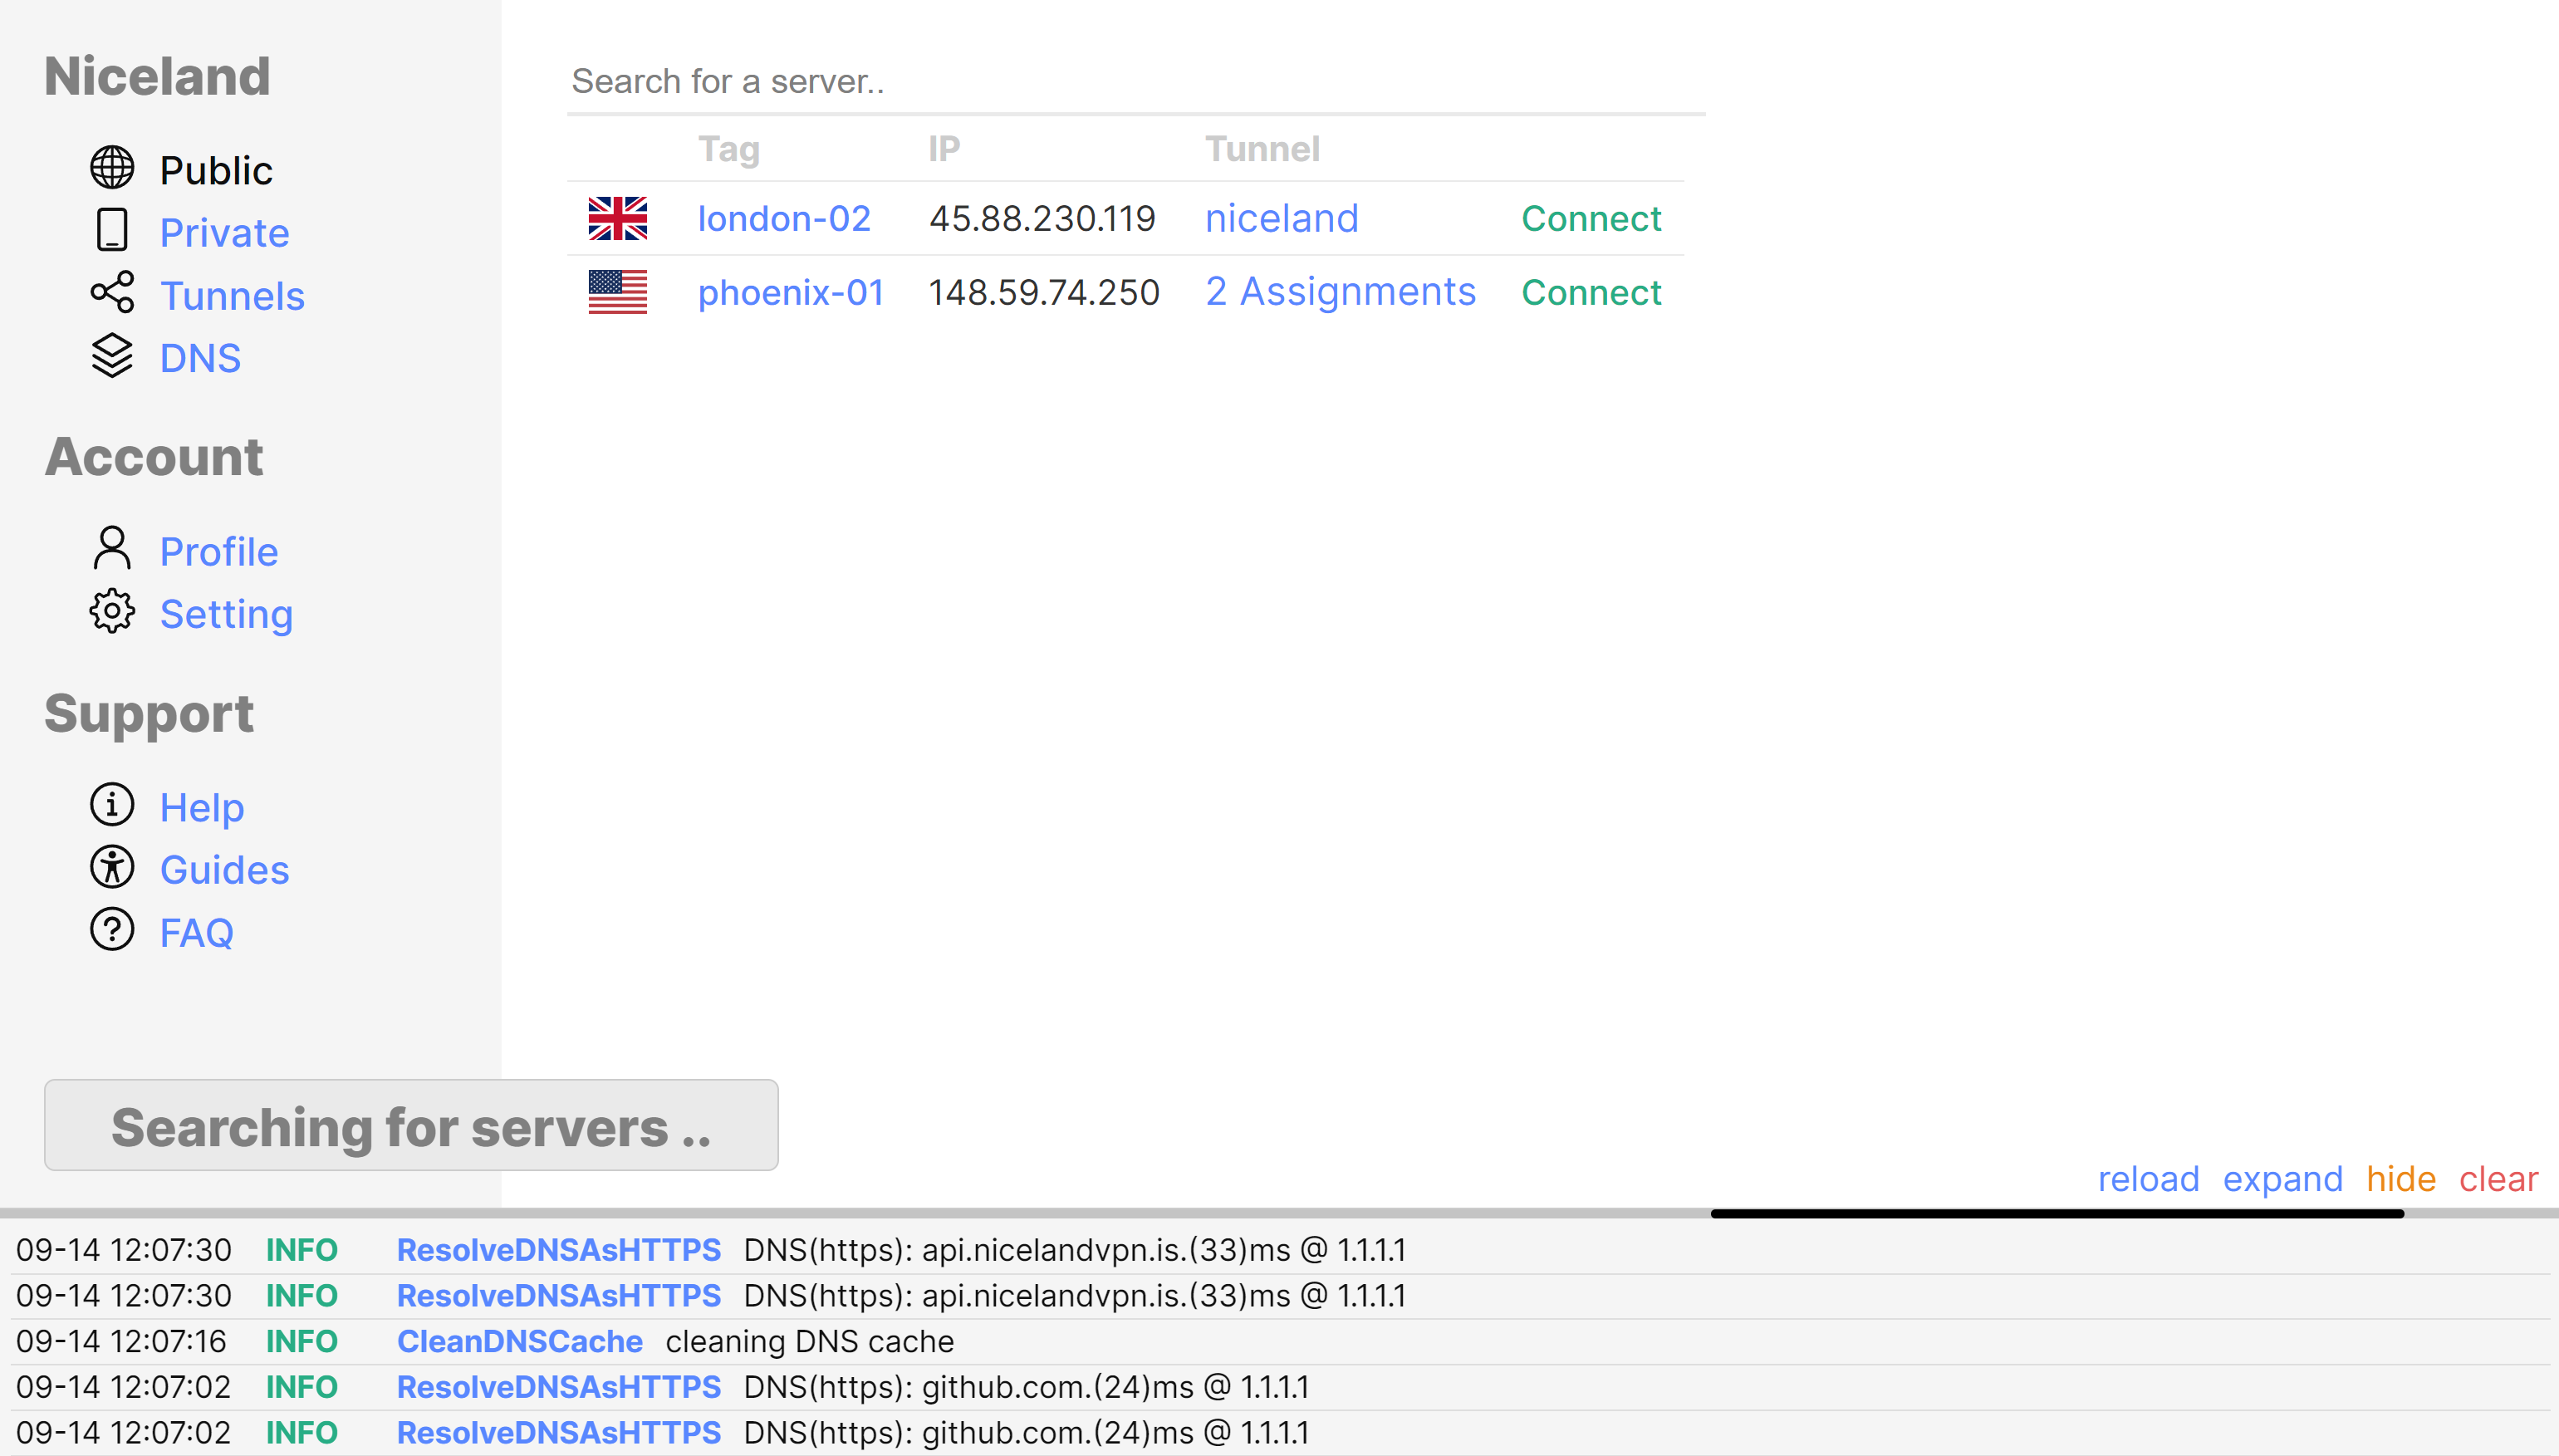 Niceland
Public
Private
Tunnels
DNS
Account
Profile
Setting
Support
Help
Guides
FAQ
Search for a server..
Tag IP Tunnel
london-02 45.88.230.119 niceland Connect
phoenix-01 148.59.74.250 2 Assignments Connect
Searching for servers ..
reload expand hide clear
09-14 12:07:30 INFO ResolveDNSAsHTTPS DNS(https): api.nicelandvpn.is.(33)ms @ 1.1.1.1
09-14 12:07:30 INFO ResolveDNSAsHTTPS DNS(https): api.nicelandvpn.is.(33)ms @ 1.1.1.1
09-14 12:07:16 INFO CleanDNSCache cleaning DNS cache
09-14 12:07:02 INFO ResolveDNSAsHTTPS DNS(https): github.com.(24)ms @ 1.1.1.1
09-14 12:07:02 INFO ResolveDNSAsHTTPS DNS(https): github.com.(24)ms @ 1.1.1.1